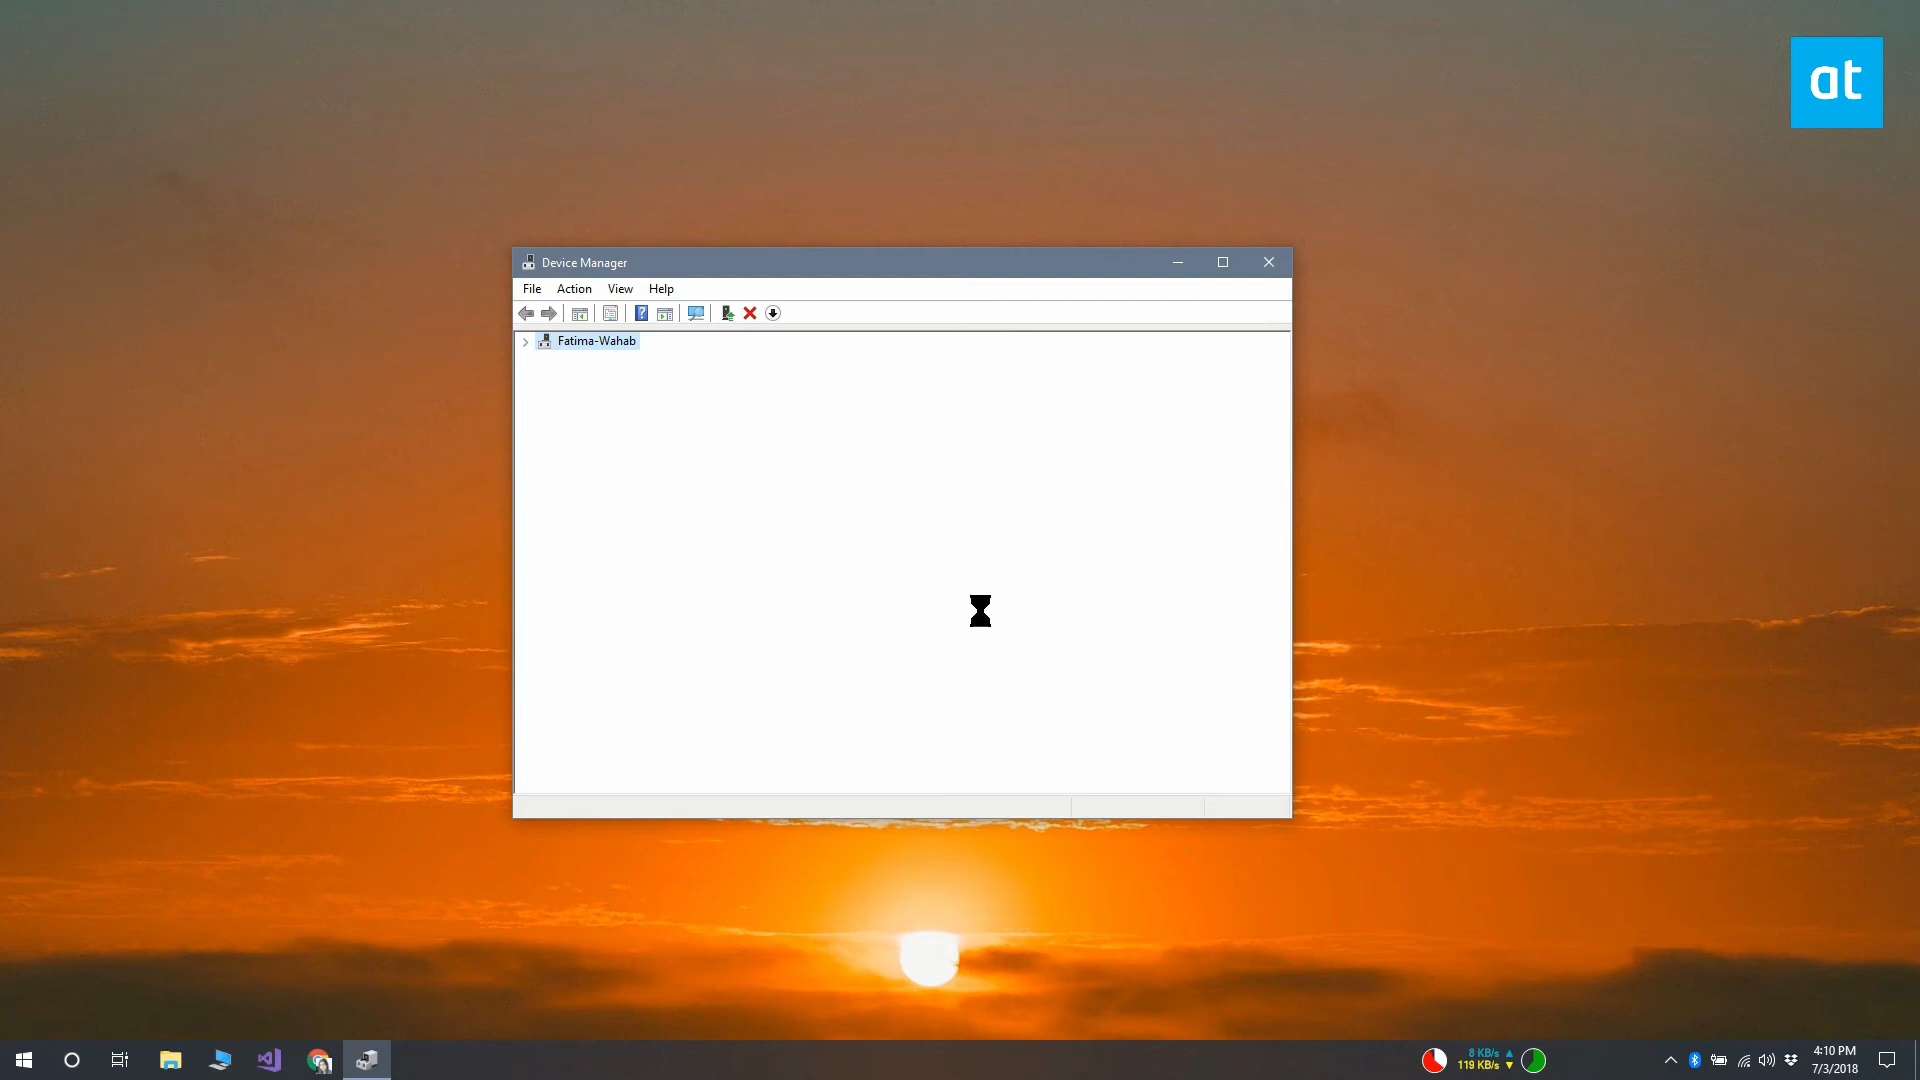 at
Device Manager
File Action View Help
?
Fatima-Wahab
8 KB/s
119 KB/s
4:10 PM
7/3/2018